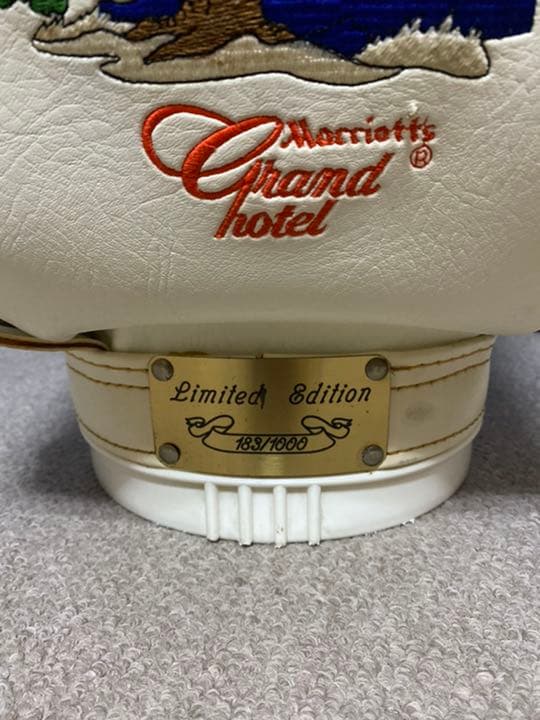 Marriott's
Grand ®
hotel
Limited Edition
183/1000